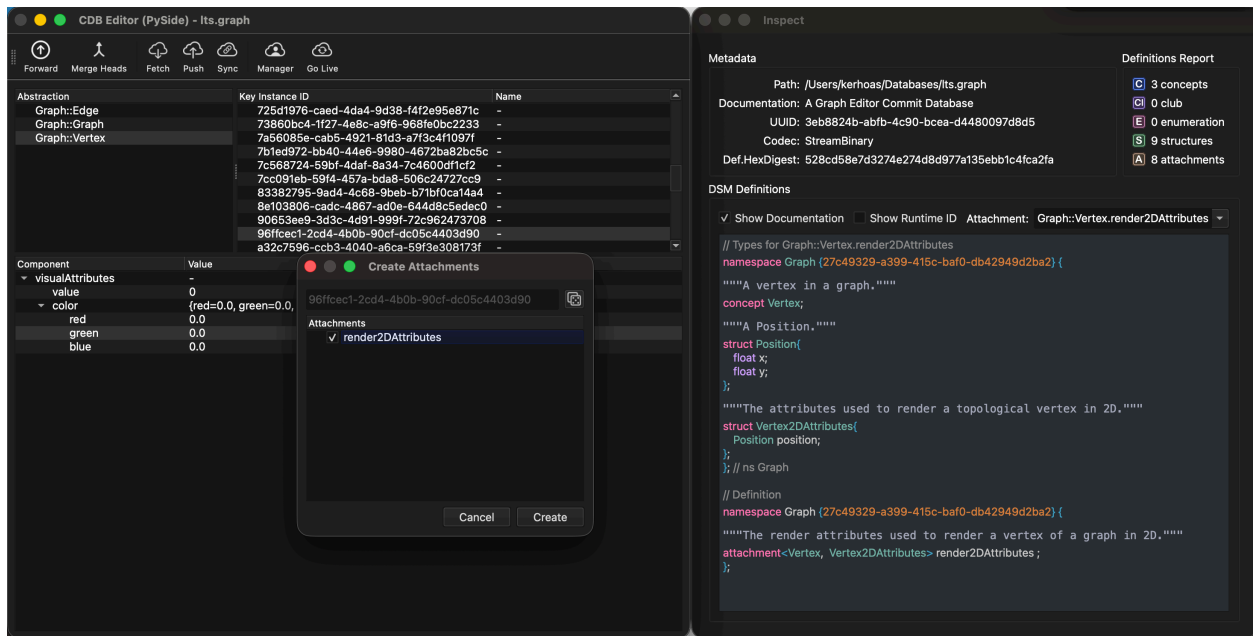 CDB Editor (PySide) - lts.graph
Forward
Merge Heads
Fetch
Push
Sync
Manager
Go Live
Abstraction
Graph::Edge
Graph::Graph
Graph::Vertex
Key Instance ID Name
725d1976-caed-4da4-9d38-f4f2e95e871c -
73860bc4-1f27-4e8c-a9f6-968fe0bc2233 -
7a56085e-cab5-4921-81d3-a7f3c4f1097f -
7b1ed972-bb40-44e6-9980-4672ba82bc5c -
7c568724-59bf-4daf-8a34-7c4600df1cf2 -
7cc091eb-59f4-457a-bda8-506c24727cc9 -
83382795-9ad4-4c68-9beb-b71bf0ca14a4 -
8e103806-cadc-4867-ad0e-644d8c5edec0 -
90653ee9-3d3c-4d91-999f-72c962473708 -
96ffcec1-2cd4-4b0b-90cf-dc05c4403d90 -
a32c7596-ccb3-4040-a6ca-59f3e308173f -
Component Value
visualAttributes -
value 0
color {red=0.0, green=0.0,
red 0.0
green 0.0
blue 0.0
Create Attachments
96ffcec1-2cd4-4b0b-90cf-dc05c4403d90
Attachments
render2DAttributes
Cancel
Create
Inspect
Metadata
Path: /Users/kerhoas/Databases/lts.graph
Documentation: A Graph Editor Commit Database
UUID: 3eb8824b-abfb-4c90-bcea-d4480097d8d5
Codec: StreamBinary
Def.HexDigest: 528cd58e7d3274e274d8d977a135ebb1c4fca2fa
Definitions Report
C 3 concepts
Cl 0 club
E 0 enumeration
S 9 structures
A 8 attachments
DSM Definitions
Show Documentation Show Runtime ID Attachment: Graph::Vertex.render2DAttributes
// Types for Graph::Vertex.render2DAttributes
namespace Graph {27c49329-a399-415c-baf0-db42949d2ba2} {
"""A vertex in a graph."""
concept Vertex;
"""A Position."""
struct Position{
float x;
float y;
};
"""The attributes used to render a topological vertex in 2D."""
struct Vertex2DAttributes{
Position position;
};
}; // ns Graph
// Definition
namespace Graph {27c49329-a399-415c-baf0-db42949d2ba2} {
"""The render attributes used to render a vertex of a graph in 2D."""
attachment<Vertex, Vertex2DAttributes> render2DAttributes ;
};